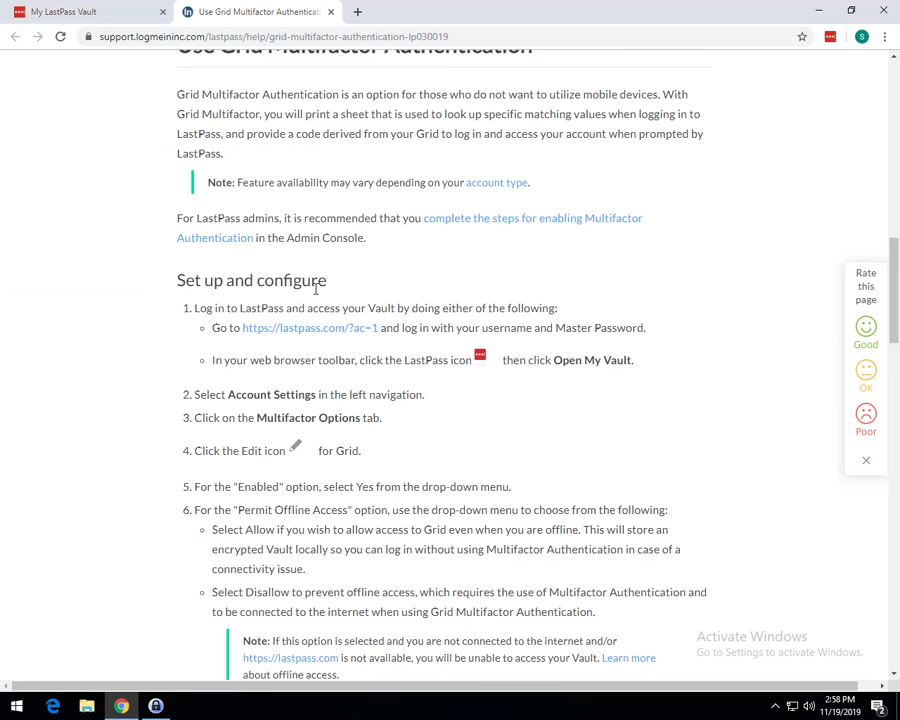 My LastPass Vault
Use Grid Multifactor Authenticati
support.logmeininc.com/lastpass/help/grid-multifactor-authentication-lp030019
S
Use Grid Multifactor Authentication
Grid Multifactor Authentication is an option for those who do not want to utilize mobile devices. With
Grid Multifactor, you will print a sheet that is used to look up specific matching values when logging in to
LastPass, and provide a code derived from your Grid to log in and access your account when prompted by
LastPass.
Note: Feature availability may vary depending on your account type.
For LastPass admins, it is recommended that you complete the steps for enabling Multifactor
Authentication in the Admin Console.
Set up and configure
1. Log in to LastPass and access your Vault by doing either of the following:
Go to https://lastpass.com/?ac=1 and log in with your username and Master Password.
In your web browser toolbar, click the LastPass icon then click Open My Vault.
2. Select Account Settings in the left navigation.
3. Click on the Multifactor Options tab.
4. Click the Edit icon for Grid.
5. For the "Enabled" option, select Yes from the drop-down menu.
6. For the "Permit Offline Access" option, use the drop-down menu to choose from the following:
Select Allow if you wish to allow access to Grid even when you are offline. This will store an
encrypted Vault locally so you can log in without using Multifactor Authentication in case of a
connectivity issue.
Select Disallow to prevent offline access, which requires the use of Multifactor Authentication and
to be connected to the internet when using Grid Multifactor Authentication.
Note: If this option is selected and you are not connected to the internet and/or
https://lastpass.com is not available, you will be unable to access your Vault. Learn more
about offline access.
Rate
this
page
Good
OK
Poor
Activate Windows
Go to Settings to activate Windows.
2:58 PM
11/19/2019
2